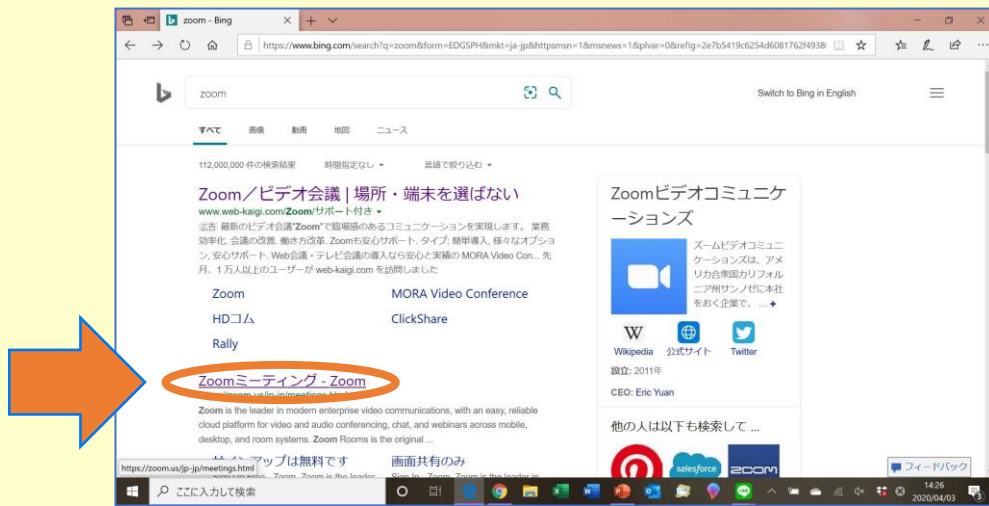 zoom - Bing
https://www.bing.com/search?q=zoom&form=EDGSPH&mkt=ja-jp&httpsmsn=1&msnews=1&plvar=0&refig=2e7b5419c6254d6081762f4938
zoom
Switch to Bing in English
すべて 画像 動画 地図 ニュース
112,000,000 件の検索結果 時間指定なし 言語で絞り込む
Zoom／ビデオ会議 | 場所・端末を選ばない
www.web-kaigi.com/Zoom/サポート付き
広告 最新のビデオ会議"Zoom"で臨場感のあるコミュニケーションを実現します。 業務
効率化. 会議の改善. 働き方改革. Zoomも安心サポート. タイプ: 簡単導入, 様々なオプショ
ン, 安心サポート. Web会議・テレビ会議の導入なら安心と実績の MORA Video Con... 先
月、1 万人以上のユーザーが web-kaigi.com を訪問しました
Zoom MORA Video Conference
HDコム ClickShare
Rally
Zoomミーティング - Zoom
Zoom is the leader in modern enterprise video communications, with an easy, reliable
cloud platform for video and audio conferencing, chat, and webinars across mobile,
desktop, and room systems. Zoom Rooms is the original ...
サインアップは無料です 画面共有のみ
https://zoom.us/jp-jp/meetings.html
Zoomビデオコミュニケ
ーションズ
ズームビデオコミュニ
ケーションズは、アメ
リカ合衆国カリフォル
ニア州サンノゼに本社
をおく企業で、 ... +
W
Wikipedia 公式サイト Twitter
設立: 2011年
CEO: Eric Yuan
他の人は以下も検索して ...
salesforce zoom
フィードバック
ここに入力して検索
14:26
2020/04/03
3